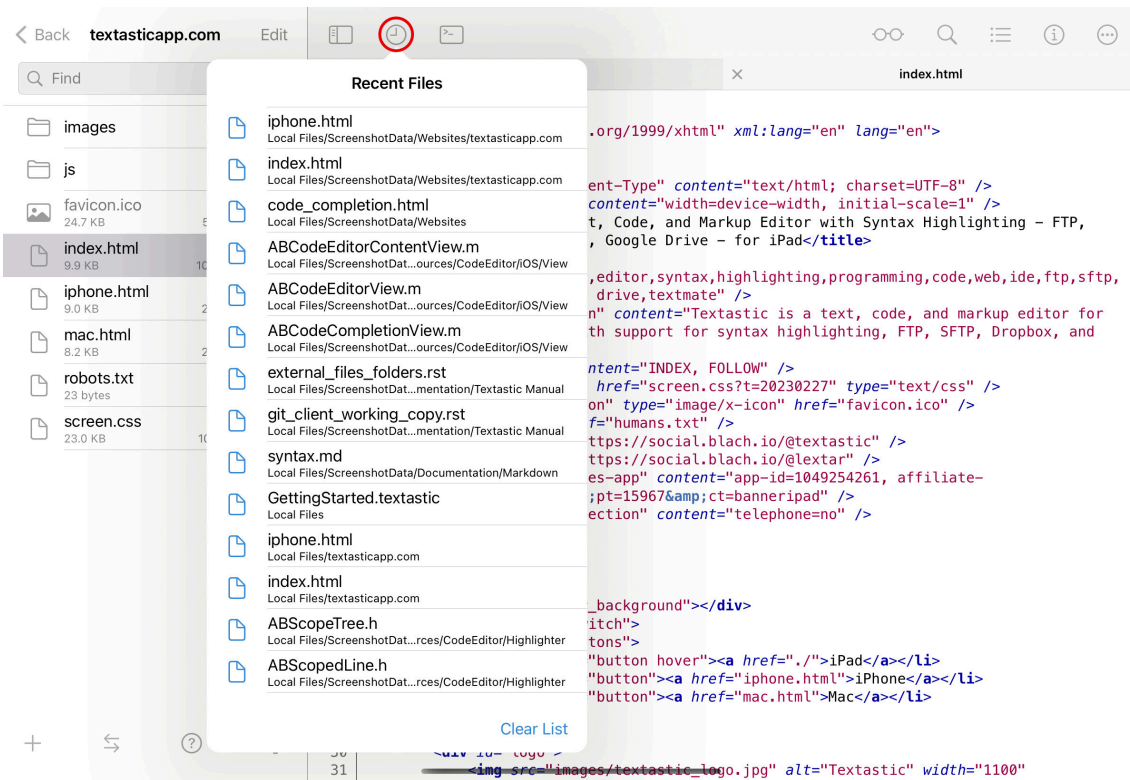 Back textasticapp.com Edit
Find
images
js
favicon.ico
24.7 KB
index.html
9.9 KB
iphone.html
9.0 KB
mac.html
8.2 KB
robots.txt
23 bytes
screen.css
23.0 KB
Recent Files
iphone.html
Local Files/ScreenshotData/Websites/textasticapp.com
index.html
Local Files/ScreenshotData/Websites/textasticapp.com
code_completion.html
Local Files/ScreenshotData/Websites
ABCodeEditorContentView.m
Local Files/ScreenshotDat...ources/CodeEditor/iOS/View
ABCodeEditorView.m
Local Files/ScreenshotDat...ources/CodeEditor/iOS/View
ABCodeCompletionView.m
Local Files/ScreenshotDat...ources/CodeEditor/iOS/View
external_files_folders.rst
Local Files/ScreenshotDat...mentation/Textastic Manual
git_client_working_copy.rst
Local Files/ScreenshotDat...mentation/Textastic Manual
syntax.md
Local Files/ScreenshotData/Documentation/Markdown
GettingStarted.textastic
Local Files
iphone.html
Local Files/textasticapp.com
index.html
Local Files/textasticapp.com
ABScopeTree.h
Local Files/ScreenshotDat...rces/CodeEditor/Highlighter
ABScopedLine.h
Local Files/ScreenshotDat...rces/CodeEditor/Highlighter
Clear List
index.html
.org/1999/xhtml" xml:lang="en" lang="en">
ent-Type" content="text/html; charset=UTF-8" />
content="width=device-width, initial-scale=1" />
t, Code, and Markup Editor with Syntax Highlighting – FTP,
, Google Drive – for iPad</title>
,editor,syntax,highlighting,programming,code,web,ide,ftp,sftp,
drive,textmate" />
n" content="Textastic is a text, code, and markup editor for
th support for syntax highlighting, FTP, SFTP, Dropbox, and
ntent="INDEX, FOLLOW" />
href="screen.css?t=20230227" type="text/css" />
on" type="image/x-icon" href="favicon.ico" />
f="humans.txt" />
ttps://social.blach.io/@textastic" />
ttps://social.blach.io/@lextar" />
es-app" content="app-id=1049254261, affiliate-
;pt=15967&amp;ct=banneripad" />
ection" content="telephone=no" />
_background"></div>
itch">
tons">
"button hover"><a href="./">iPad</a></li>
"button"><a href="iphone.html">iPhone</a></li>
"button"><a href="mac.html">Mac</a></li>
31 <img src="images/textastic_logo.jpg" alt="Textastic" width="1100"